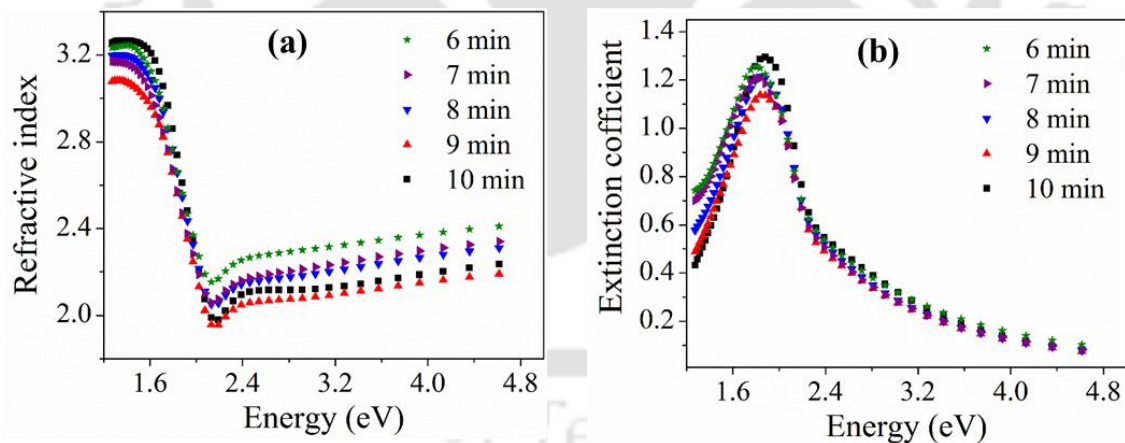 (a)
6 min
7 min
8 min
9 min
10 min
3.2
2.8
2.4
2.0
1.6
2.4
3.2
4.0
4.8
Refractive index
Energy (eV)
(b)
6 min
7 min
8 min
9 min
10 min
1.4
1.2
1.0
0.8
0.6
0.4
0.2
1.6
2.4
3.2
4.0
4.8
Extinction cofficient
Energy (eV)